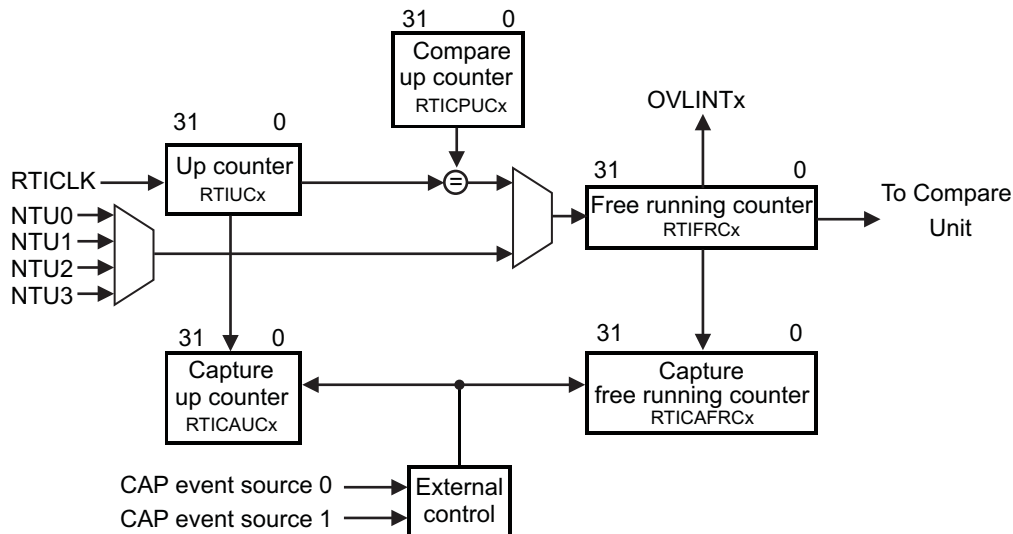 31 0
Compare
up counter
RTICPUCx
OVLINTx
31 0
Up counter
RTIUCx
RTICLK
=
31 0
Free running counter
RTIFRCx
To Compare
Unit
NTU0
NTU1
NTU2
NTU3
31 0
Capture
up counter
RTICAUCx
31 0
Capture
free running counter
RTICAFRCx
CAP event source 0
CAP event source 1
External
control